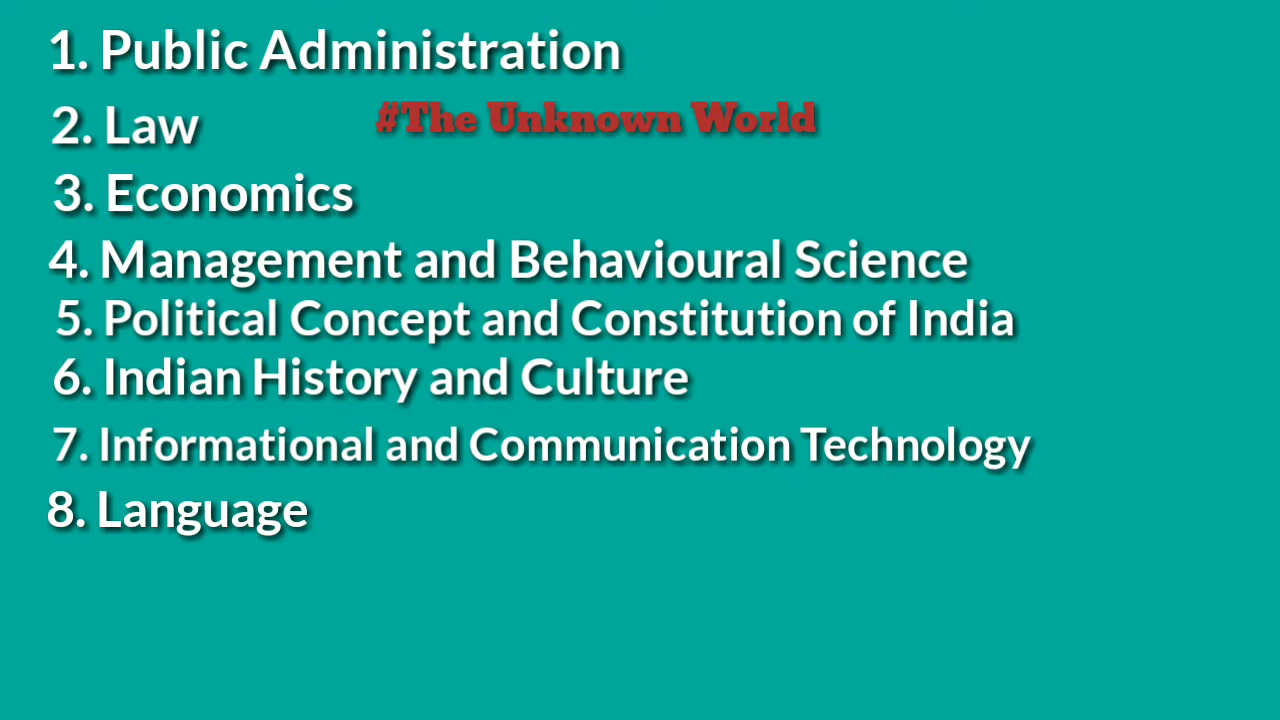 1. Public Administration
2. Law
#The Unknown World
3. Economics
4. Management and Behavioural Science
5. Political Concept and Constitution of India
6. Indian History and Culture
7. Informational and Communication Technology
8. Language